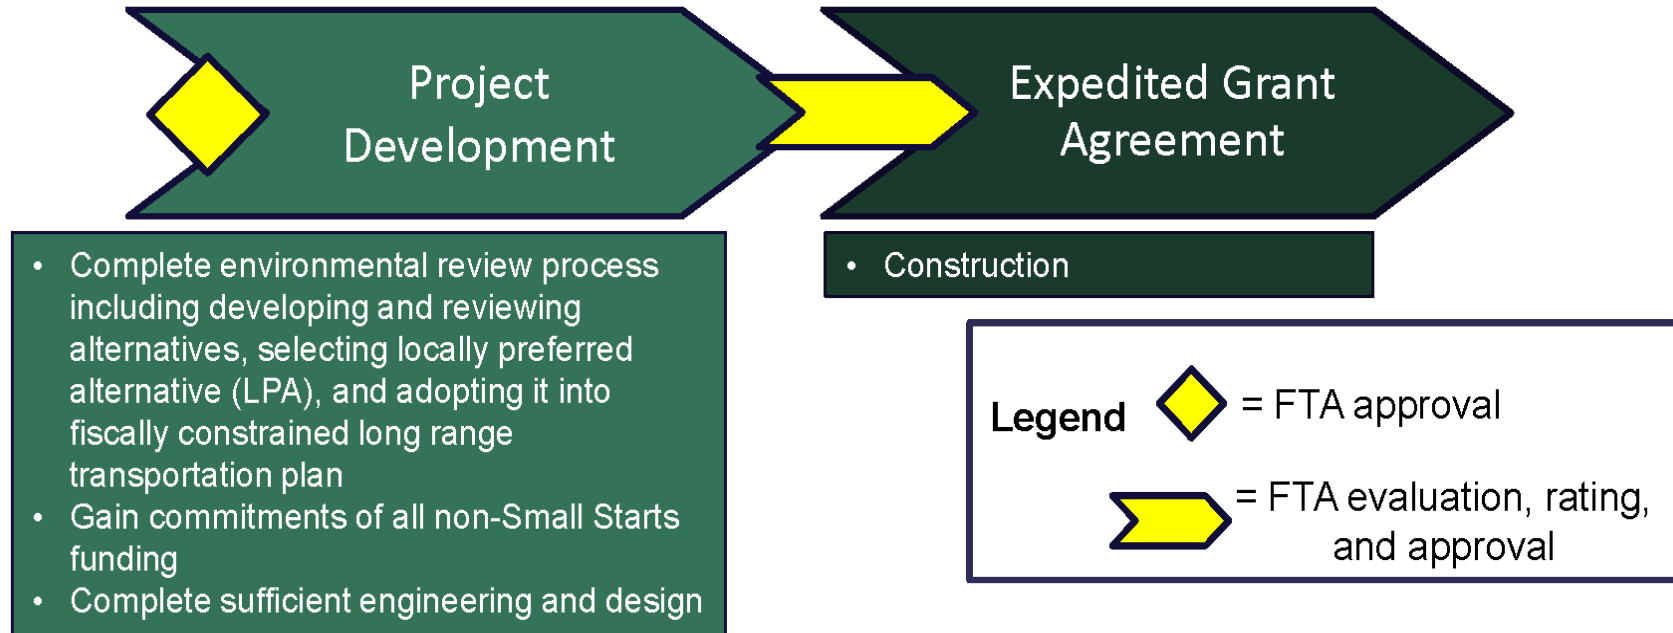 Project
Development
Expedited Grant
Agreement
• Complete environmental review process
including developing and reviewing
alternatives, selecting locally preferred
alternative (LPA), and adopting it into
fiscally constrained long range
transportation plan
• Gain commitments of all non-Small Starts
funding
• Complete sufficient engineering and design
• Construction
Legend
= FTA approval
= FTA evaluation, rating,
and approval